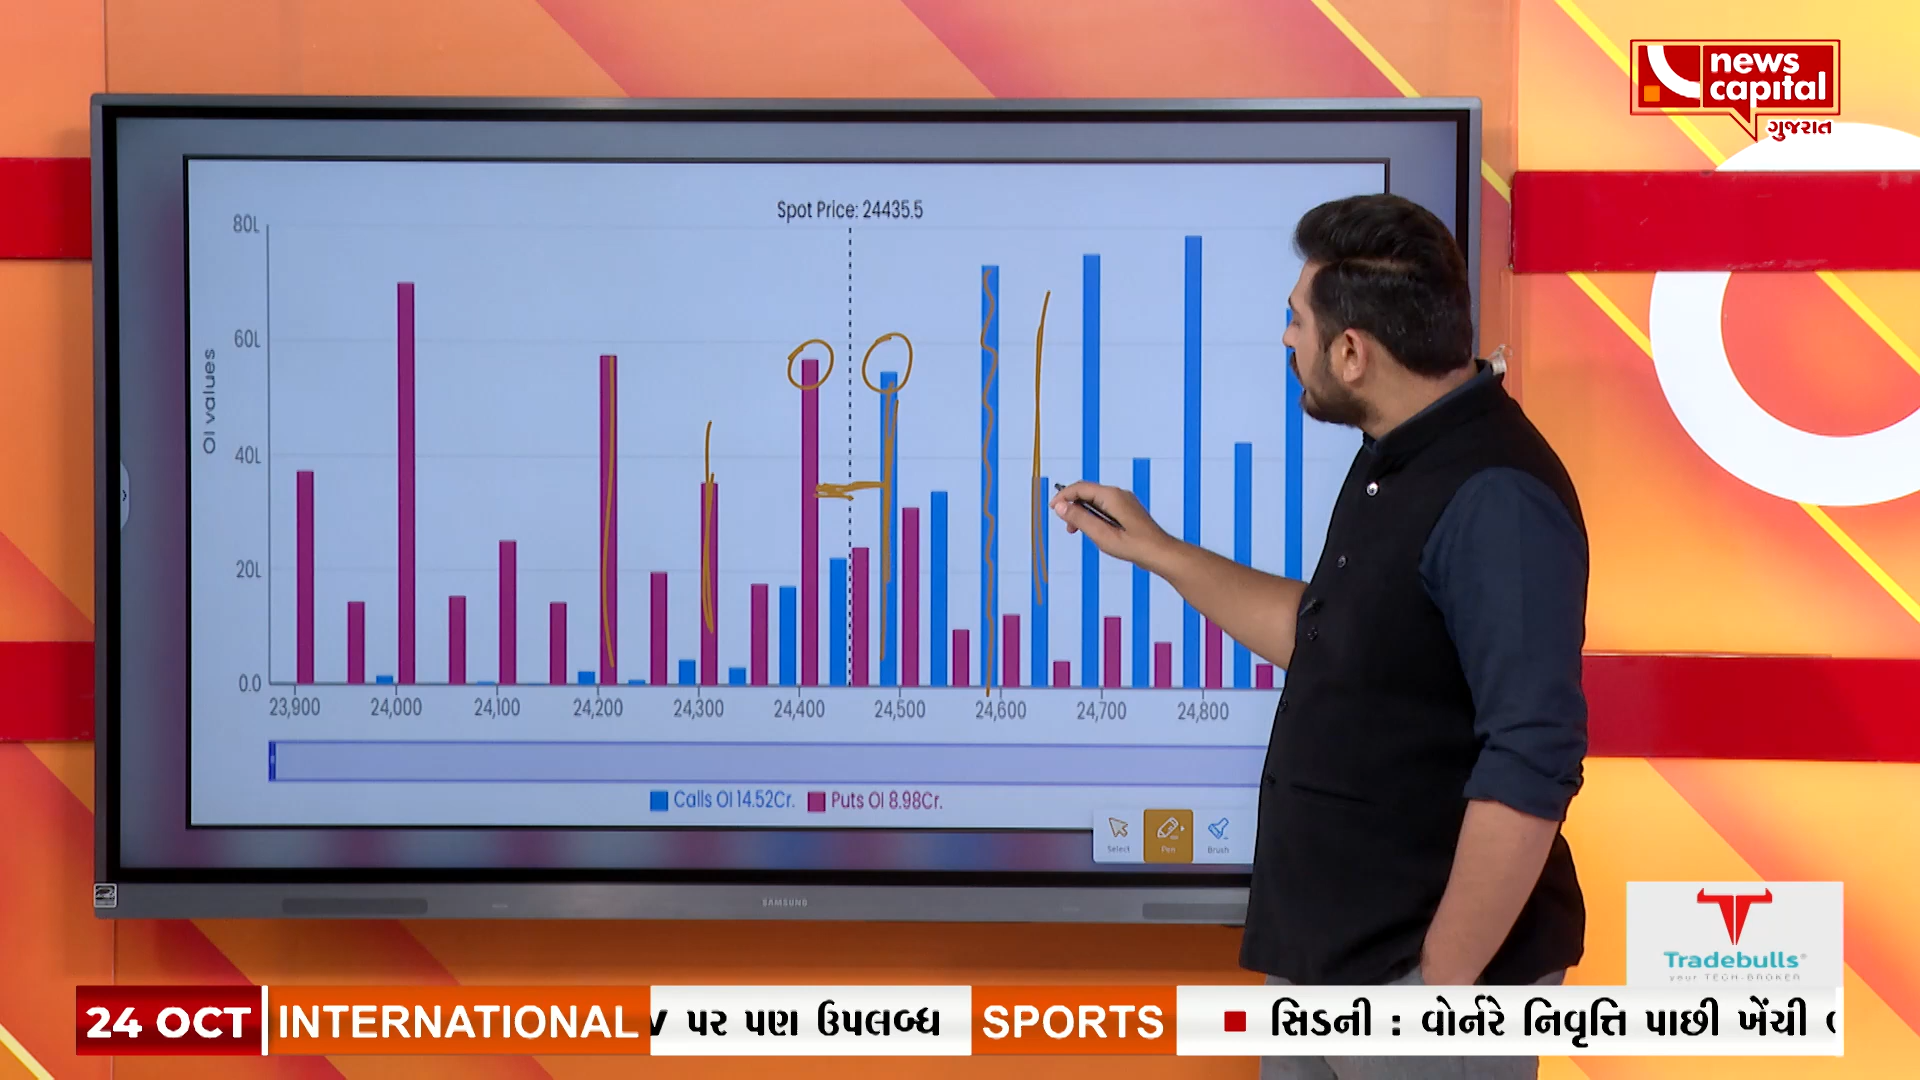 news
capital
ગુજરાત
Spot Price: 24435.5
80L
60L
40L
20L
0.0
OI values
23,900 24,000 24,100 24,200 24,300 24,400 24,500 24,600 24,700 24,800
Calls OI 14.52Cr. Puts OI 8.98Cr.
Select Pen Brush
SAMSUNG
Tradebulls
your TECH-BROKER
24 OCT INTERNATIONAL V પર પણ ઉપલબ્ધ SPORTS સિડની : વોર્નરે નિવૃત્તિ પાછી ખેંચી